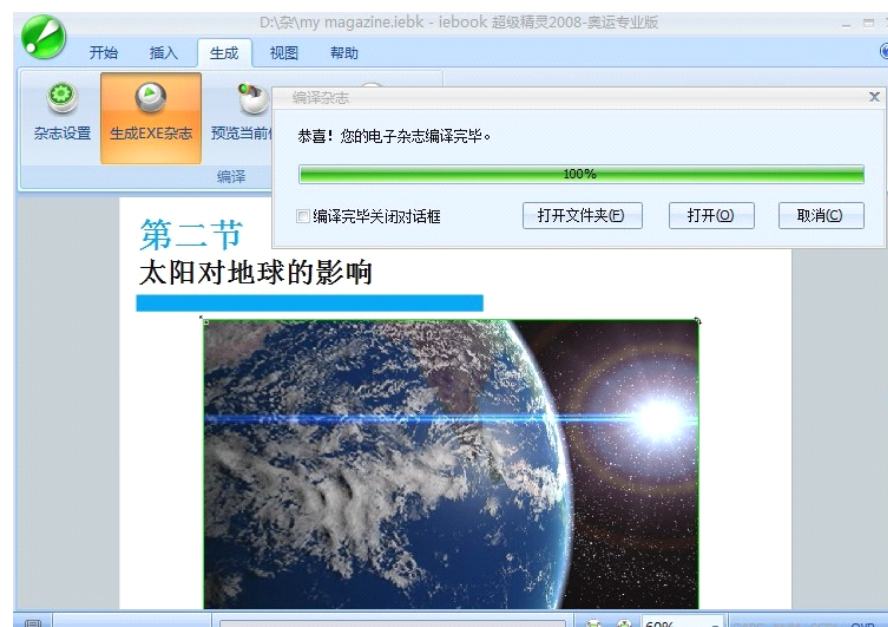 D:\杂\my magazine.iebk - iebook 超级精灵2008-奥运专业版
开始 插入 生成 视图 帮助
杂志设置 生成EXE杂志 预览当前
编译
编译杂志
恭喜！您的电子杂志编译完毕。
100%
编译完毕关闭对话框 打开文件夹(F) 打开(O) 取消(C)
第二节
太阳对地球的影响
60%
OVR